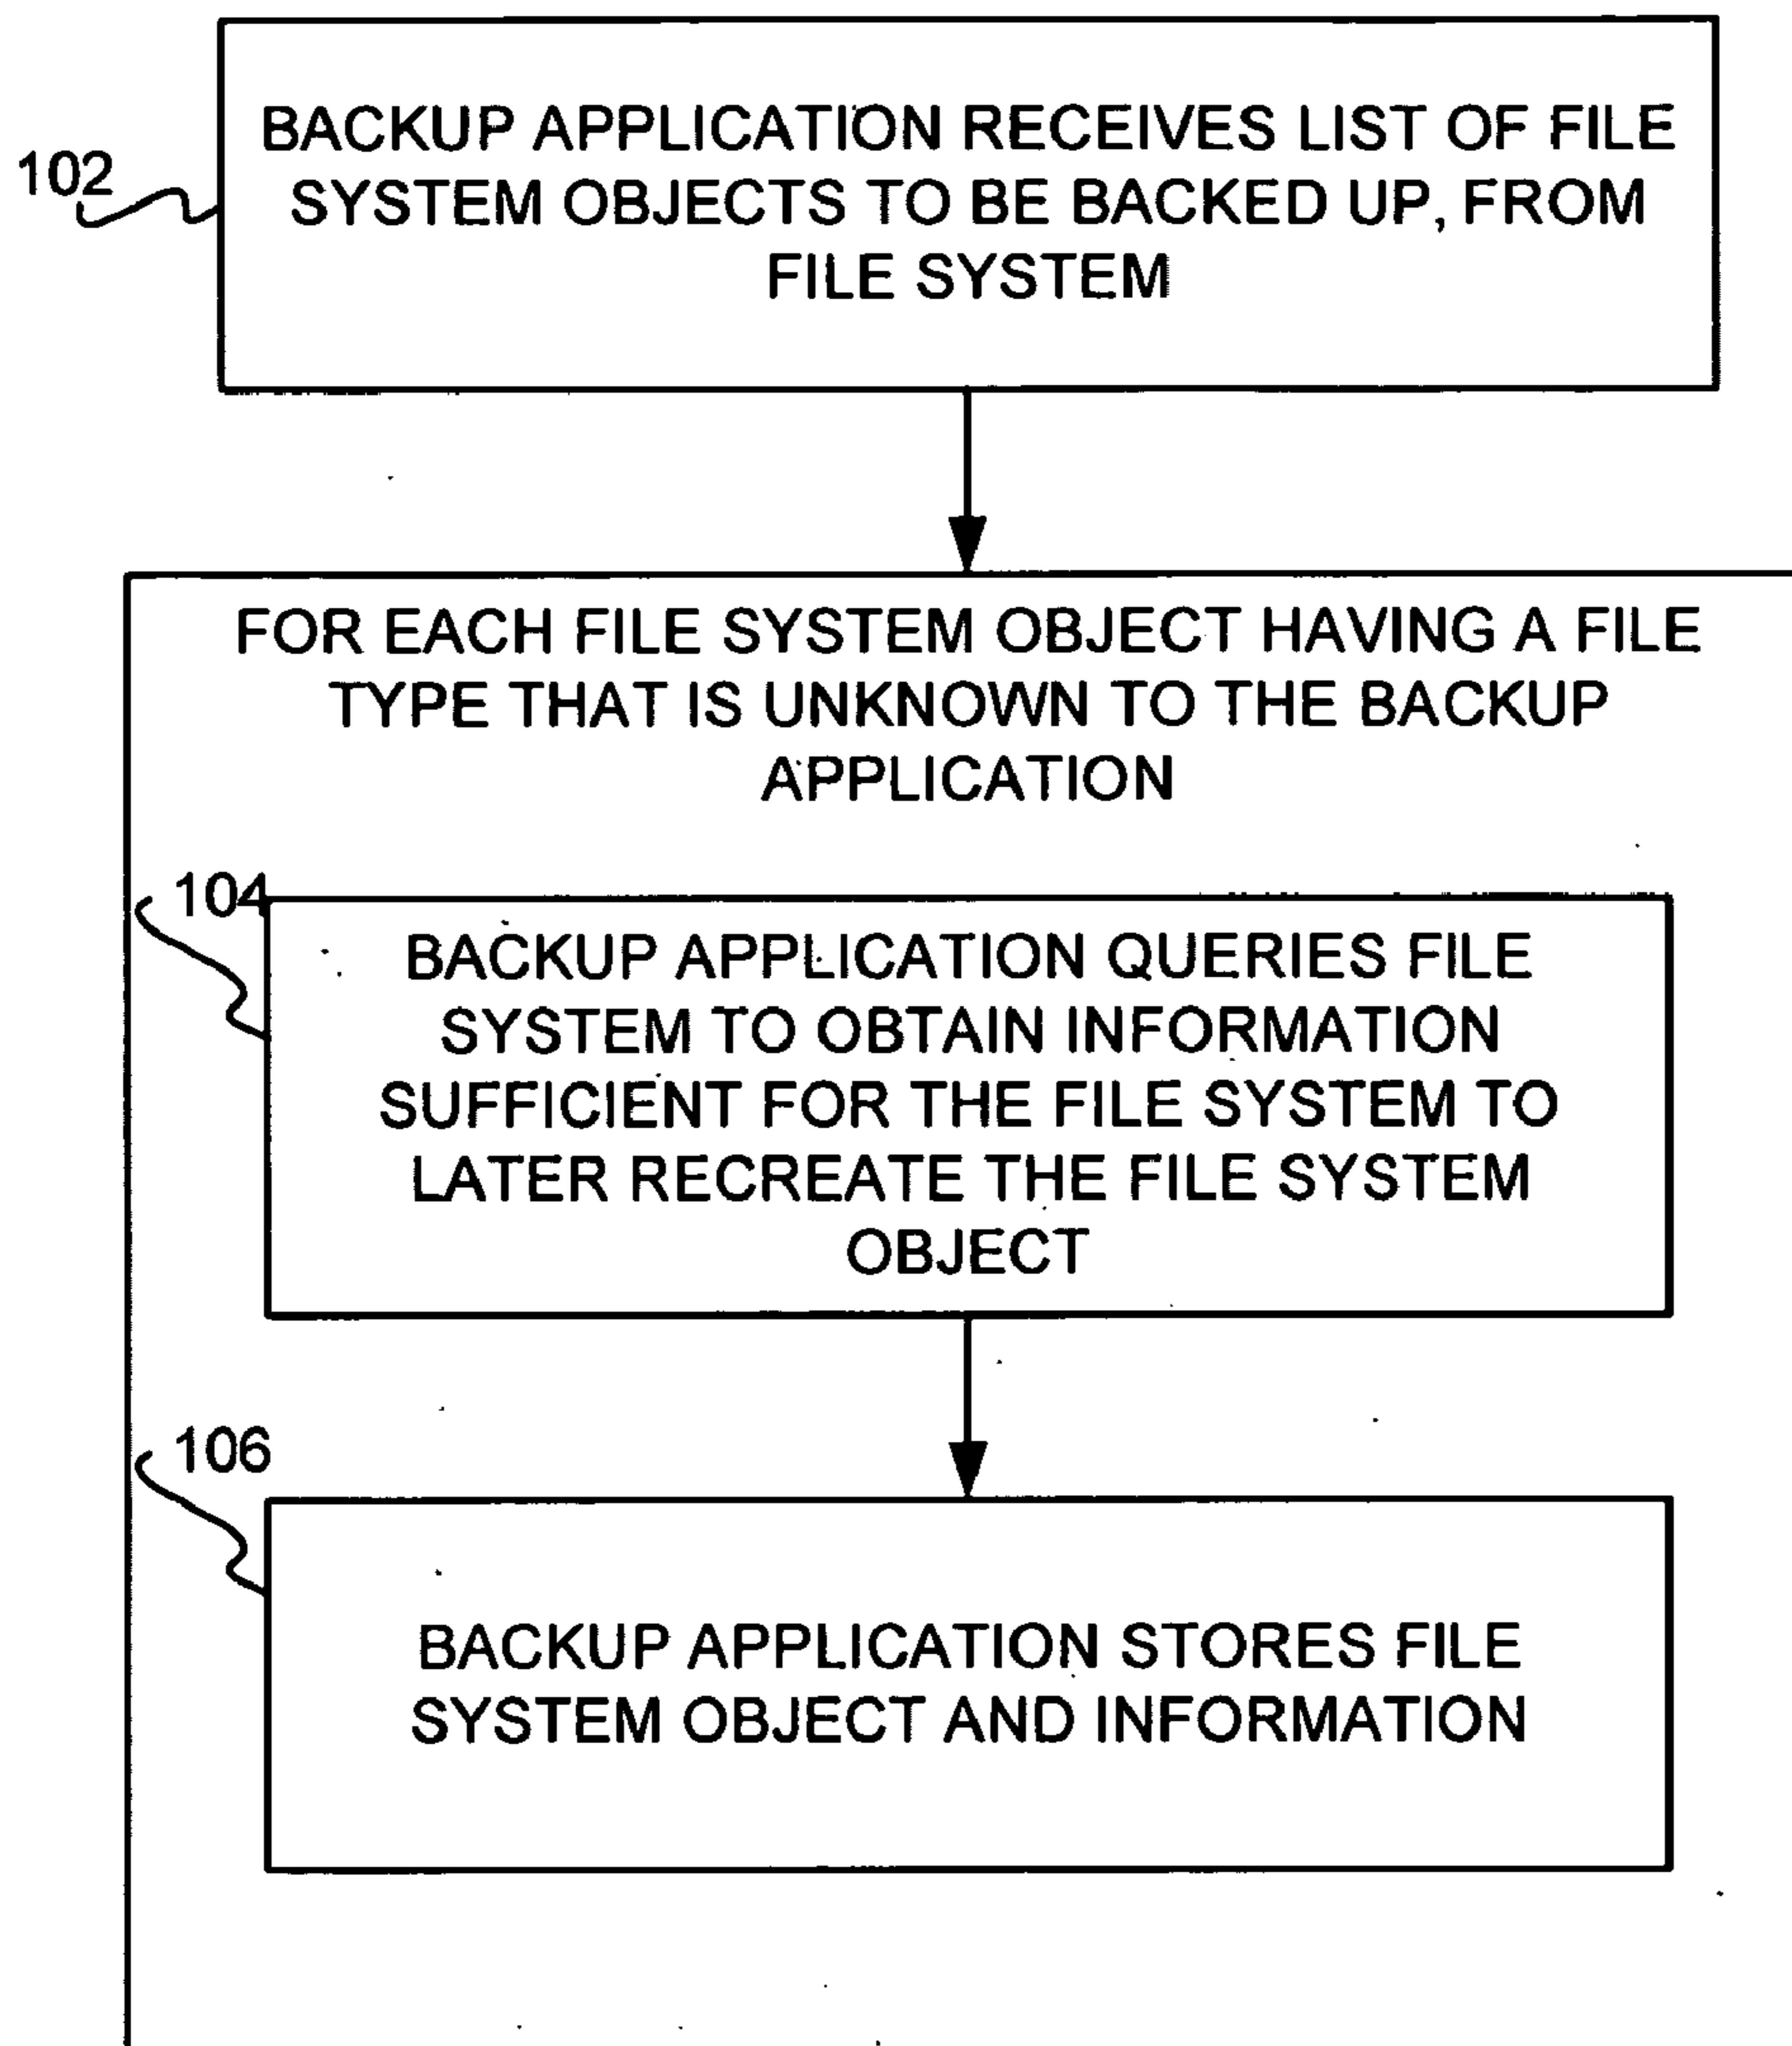 102
BACKUP APPLICATION RECEIVES LIST OF FILE
SYSTEM OBJECTS TO BE BACKED UP, FROM
FILE SYSTEM
FOR EACH FILE SYSTEM OBJECT HAVING A FILE
TYPE THAT IS UNKNOWN TO THE BACKUP
APPLICATION
104
BACKUP APPLICATION QUERIES FILE
SYSTEM TO OBTAIN INFORMATION
SUFFICIENT FOR THE FILE SYSTEM TO
LATER RECREATE THE FILE SYSTEM
OBJECT
106
BACKUP APPLICATION STORES FILE
SYSTEM OBJECT AND INFORMATION